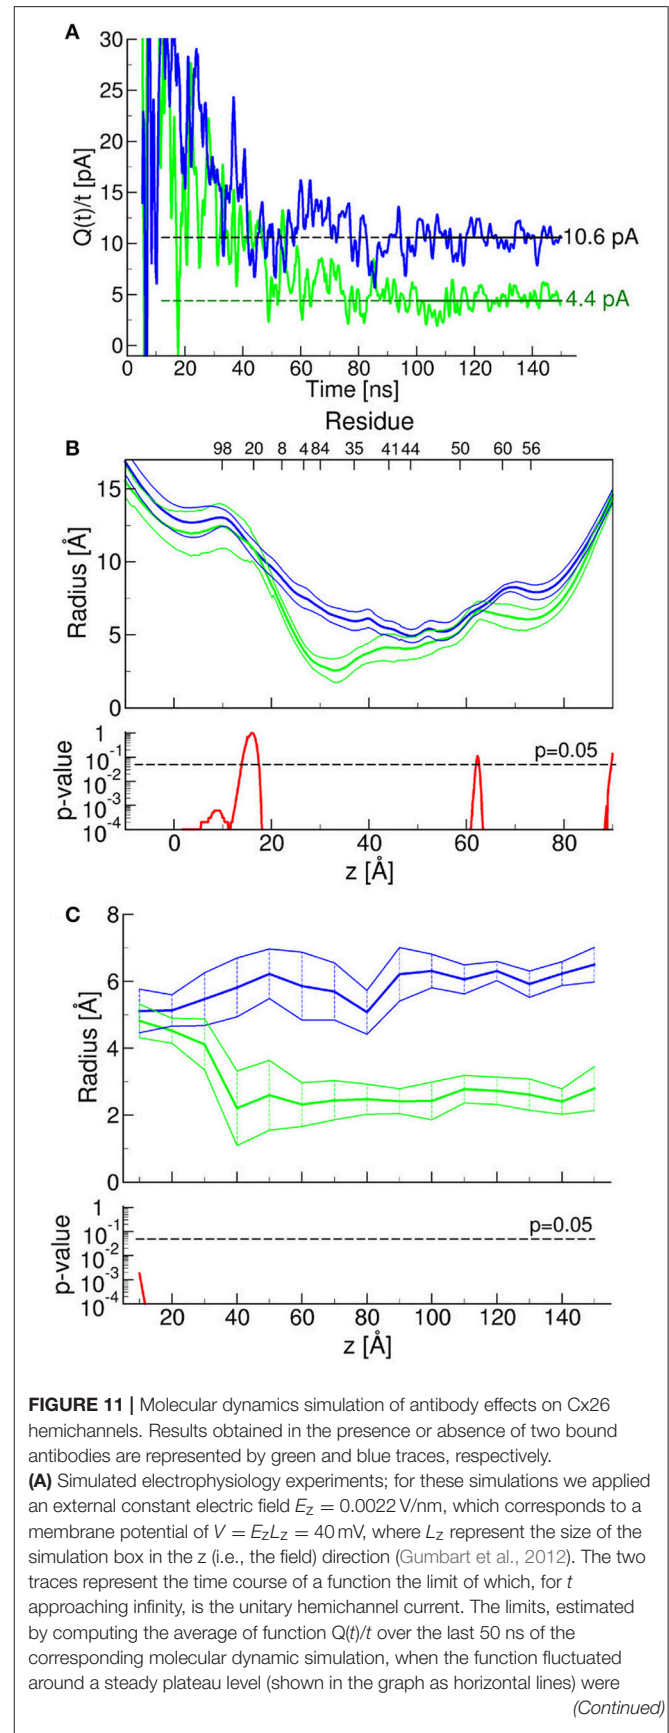 A
30
25
20
15
10
5
0
Q(t)/t [pA]
10.6 pA
4.4 pA
0 20 40 60 80 100 120 140
Time [ns]
Residue
B
98 20 8 4 84 35 41 44 50 60 56
15
10
5
0
Radius [Å]
1
10-1
10-2
10-3
10-4
p-value
p=0.05
0 20 40 60 80
z [Å]
C
8
6
4
2
0
Radius [Å]
1
10-1
10-2
10-3
10-4
p-value
p=0.05
20 40 60 80 100 120 140
z [Å]
FIGURE 11 | Molecular dynamics simulation of antibody effects on Cx26
hemichannels. Results obtained in the presence or absence of two bound
antibodies are represented by green and blue traces, respectively.
(A) Simulated electrophysiology experiments; for these simulations we applied
an external constant electric field Ez = 0.0022 V/nm, which corresponds to a
membrane potential of V = EzLz = 40 mV, where Lz represent the size of the
simulation box in the z (i.e., the field) direction (Gumbart et al., 2012). The two
traces represent the time course of a function the limit of which, for t
approaching infinity, is the unitary hemichannel current. The limits, estimated
by computing the average of function Q(t)/t over the last 50 ns of the
corresponding molecular dynamic simulation, when the function fluctuated
around a steady plateau level (shown in the graph as horizontal lines) were
(Continued)